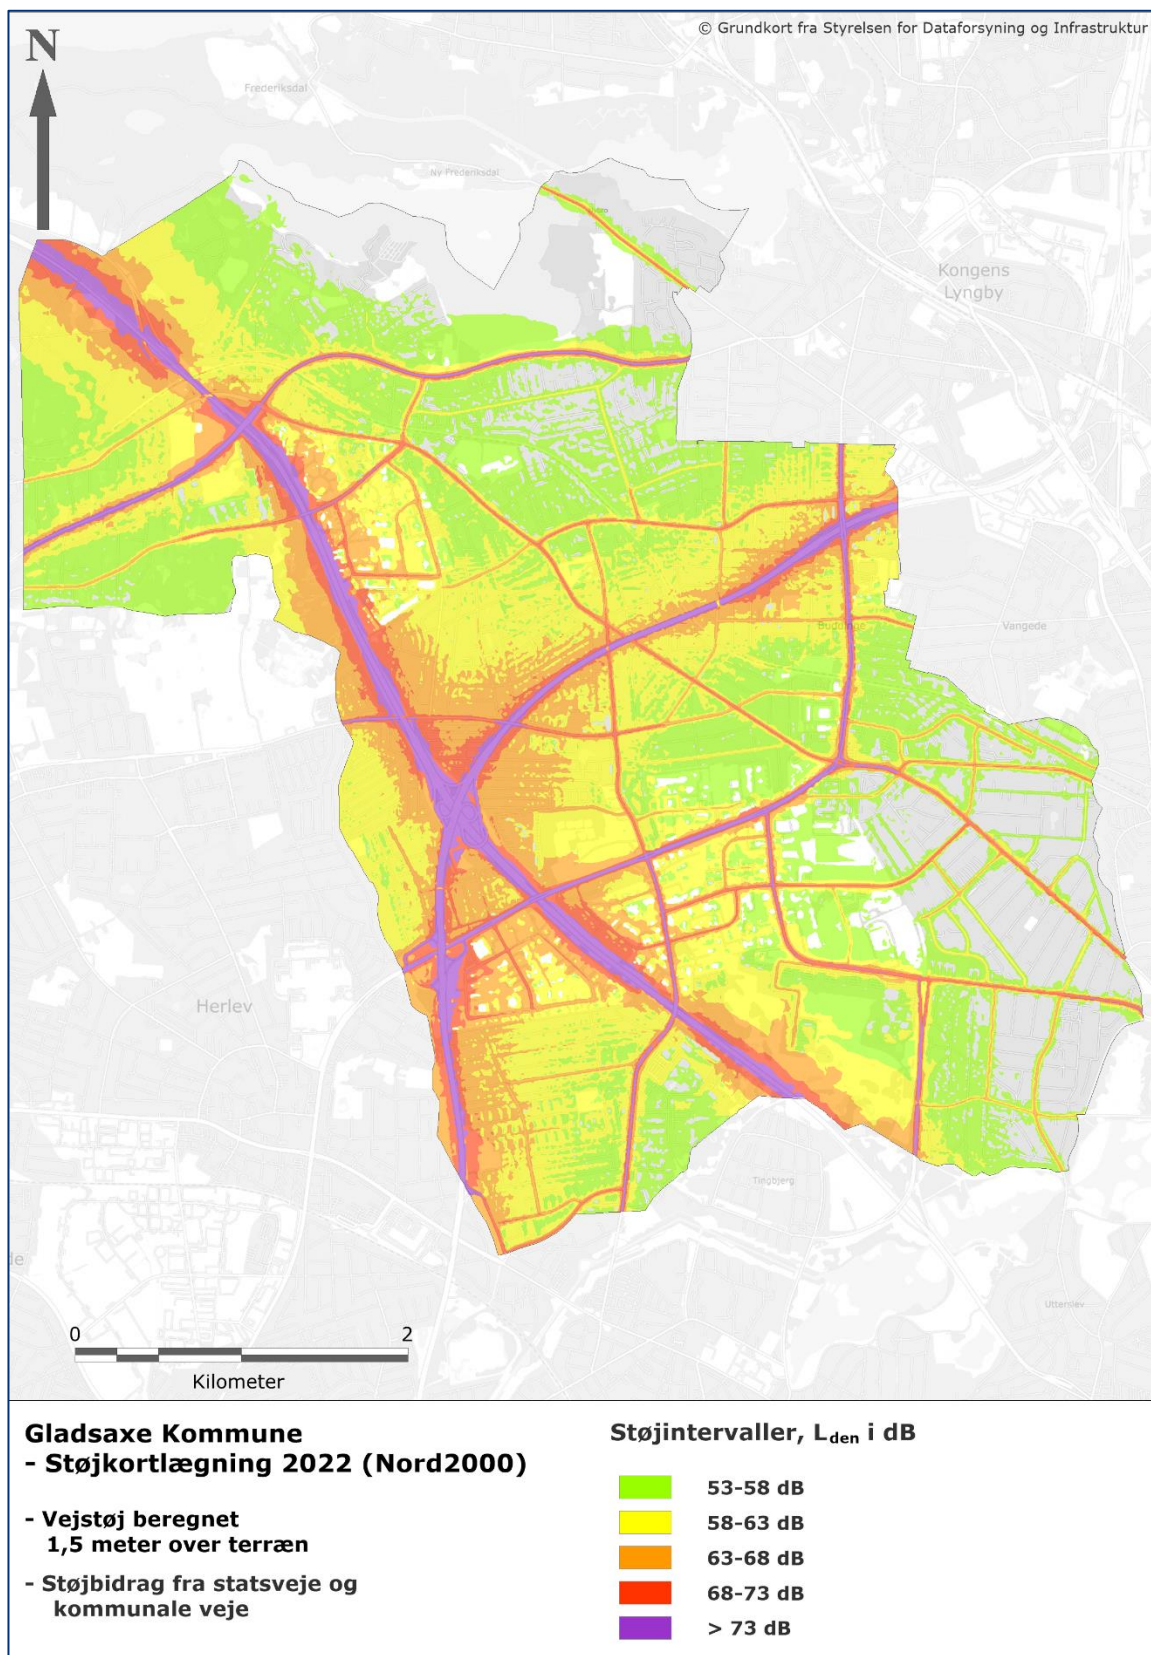 © Grundkort fra Styrelsen for Dataforsyning og Infrastruktur
N
Frederiksdal
Ny Frederiksdal
Kongens
Lyngby
Buddinge
Vangede
Herlev
Tingbjerg
Utterslev
de
0 2
Kilometer
Gladsaxe Kommune
- Støjkortlægning 2022 (Nord2000)
- Vejstøj beregnet
1,5 meter over terræn
- Støjbidrag fra statsveje og
kommunale veje
Støjintervaller, Lden i dB
53-58 dB
58-63 dB
63-68 dB
68-73 dB
> 73 dB